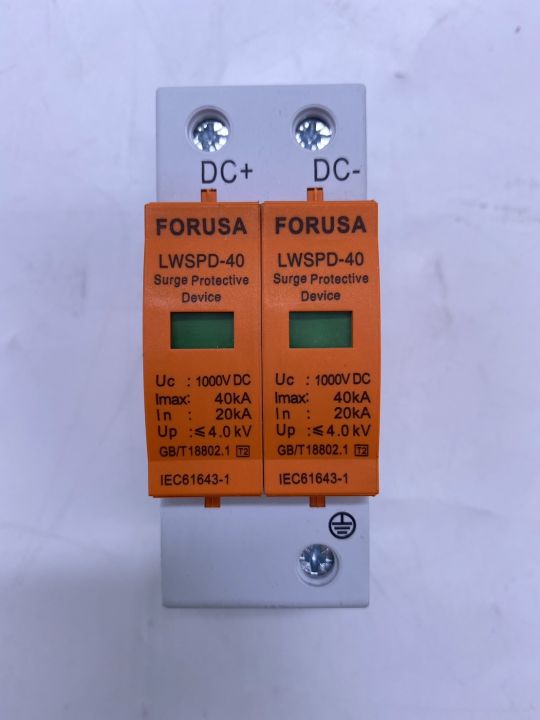 DC+ DC-
FORUSA
LWSPD-40
Surge Protective
Device
Uc : 1000V DC
Imax: 40kA
In : 20kA
Up :≤4.0 kV
GB/T18802.1 T2
IEC61643-1
FORUSA
LWSPD-40
Surge Protective
Device
Uc : 1000V DC
Imax: 40kA
In : 20kA
Up :≤4.0 kV
GB/T18802.1 T2
IEC61643-1